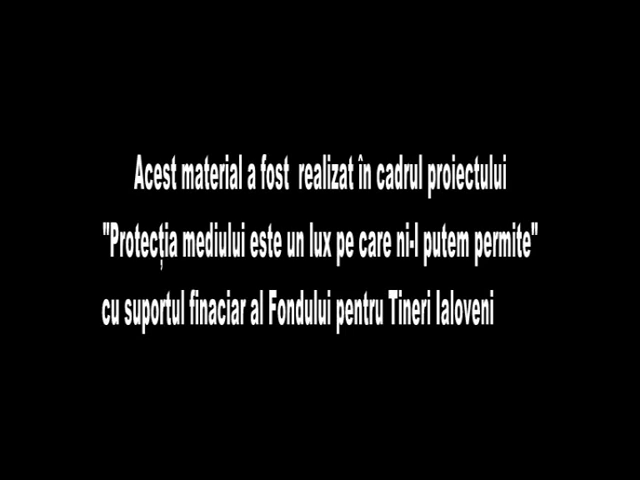 Acest material a fost realizat în cadrul proiectului
"Protecția mediului este un lux pe care ni-l putem permite"
cu suportul finaciar al Fondului pentru Tineri Ialoveni